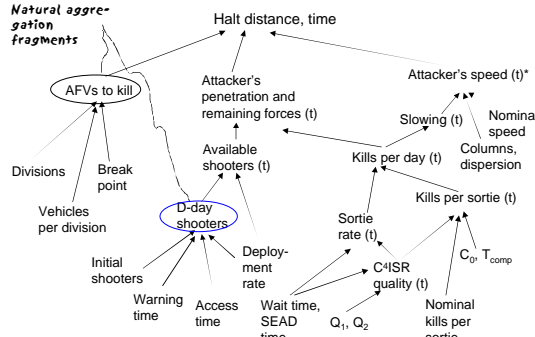 Natural aggre-
gation
fragments
Halt distance, time
AFVs to kill
Attacker's
penetration and
remaining forces (t)
Attacker's speed (t)*
Slowing (t)
Nomina
speed
Columns,
dispersion
Available
shooters (t)
Kills per day (t)
Divisions
Break
point
Vehicles
per division
D-day
shooters
Kills per sortie (t)
Sortie
rate (t)
Deploy-
ment
rate
Initial
shooters
Warning
time
Access
time
C⁴ISR
quality (t)
C₀, Tcomp
Wait time,
SEAD
time
Q₁, Q₂
Nominal
kills per
sortie